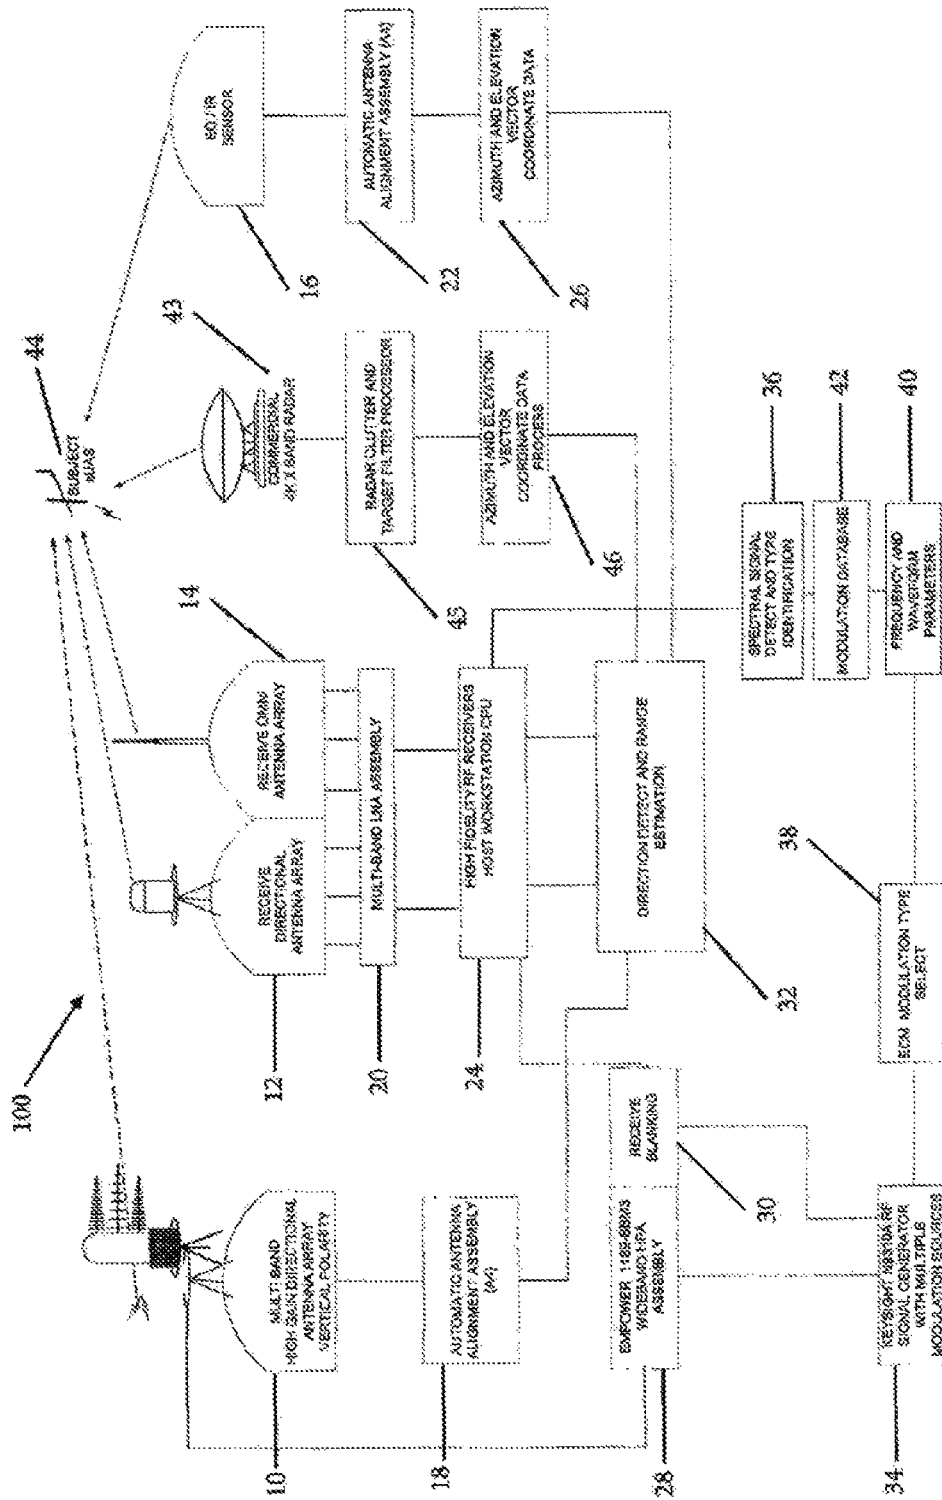 100
44
SUBJECT
sUAS
43
COMMERCIAL
4K X BAND RADAR
EO / IR
SENSOR
16
MULTI BAND
HIGH GAIN DIRECTIONAL
ANTENNA ARRAY
VERTICAL POLARITY
10
RECEIVE
DIRECTIONAL
ANTENNA ARRAY
12
RECEIVE OMNI
ANTENNA ARRAY
14
MULTI-BAND LNA ASSEMBLY
20
RADAR CLUTTER AND
TARGET FILTER PROCESSOR
45
AUTOMATIC ANTENNA
ALIGNMENT ASSEMBLY (A4)
22
AUTOMATIC ANTENNA
ALIGNMENT ASSEMBLY
(A4)
18
HIGH FIDELITY RF RECEIVERS
HOST WORKSTATION CPU
24
AZIMUTH AND ELEVATION
VECTOR
COORDINATE DATA
PROCESS
46
AZIMUTH AND ELEVATION
VECTOR
COORDINATE DATA
26
WIDEBAND HPA
ASSEMBLY
28
RECEIVE
BLANKING
30
DIRECTION DETECT AND RANGE
ESTIMATION
32
SPECTRAL SIGNAL
DETECT AND TYPE
IDENTIFICATION
36
MODULATION DATABASE
42
FREQUENCY AND
WAVEFORM
PARAMETERS
40
ECM MODULATION TYPE
SELECT
38
KEYSIGHT RF
SIGNAL GENERATOR
WITH MULTIPLE
MODULATION SOURCES
34